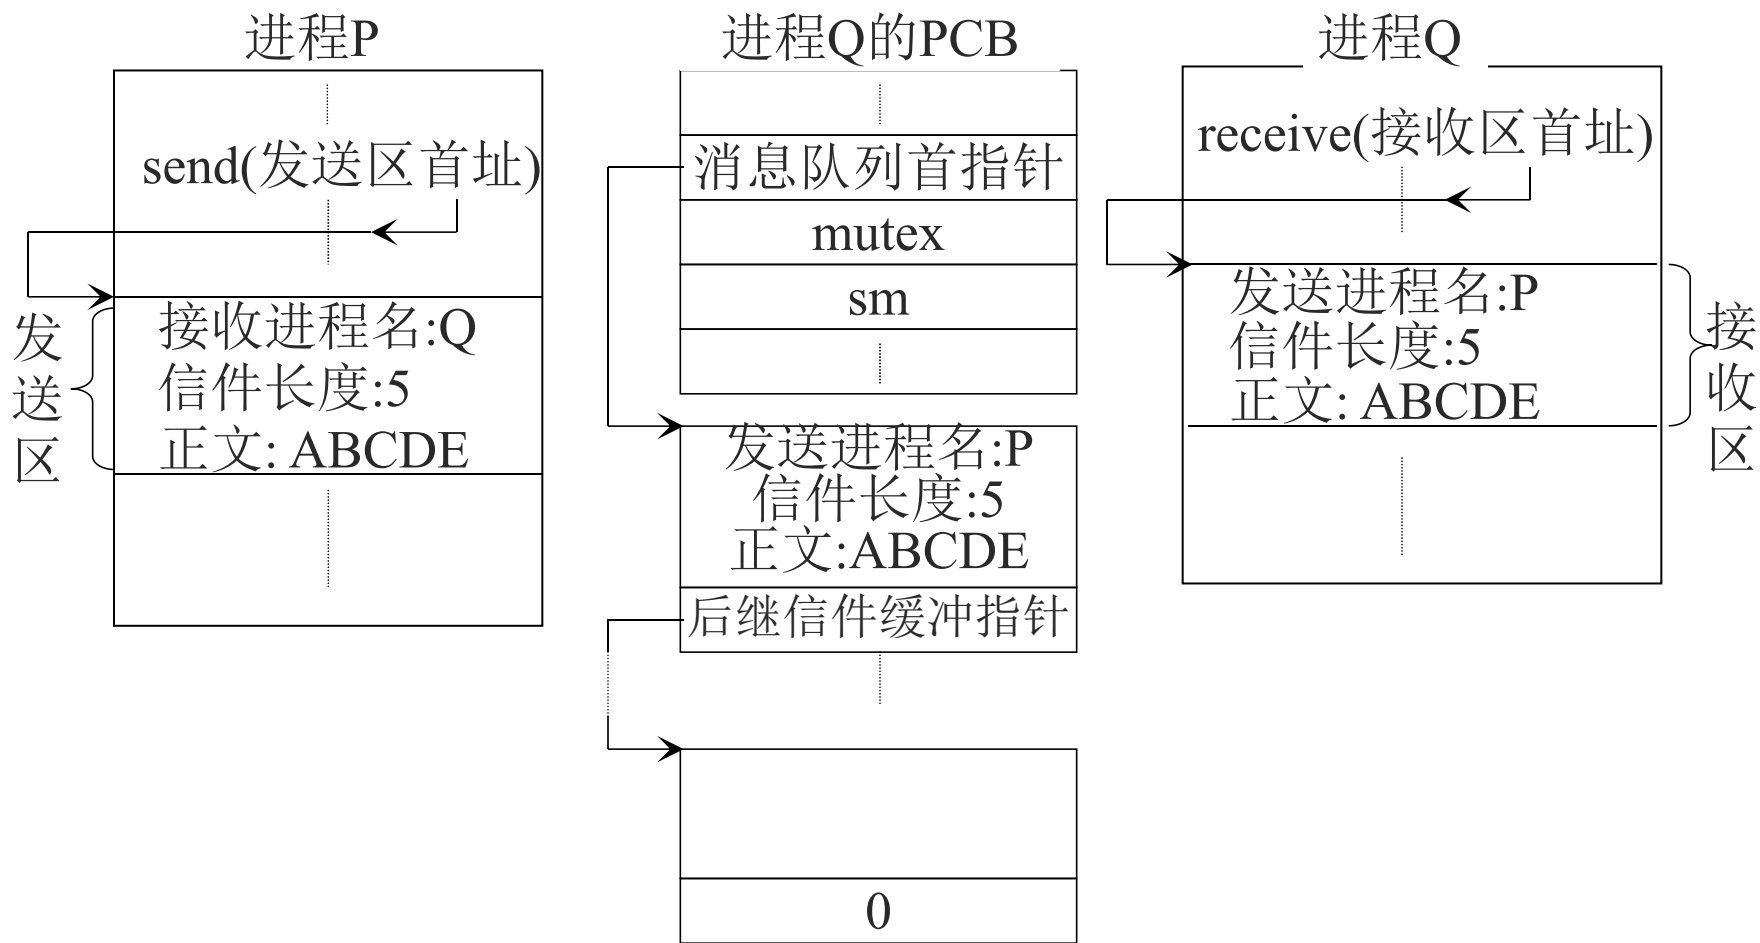 进程P
send(发送区首址)
发送区
接收进程名:Q
信件长度:5
正文: ABCDE
进程Q的PCB
消息队列首指针
mutex
sm
发送进程名:P
信件长度:5
正文:ABCDE
后继信件缓冲指针
0
进程Q
receive(接收区首址)
发送进程名:P
信件长度:5
正文: ABCDE
接收区